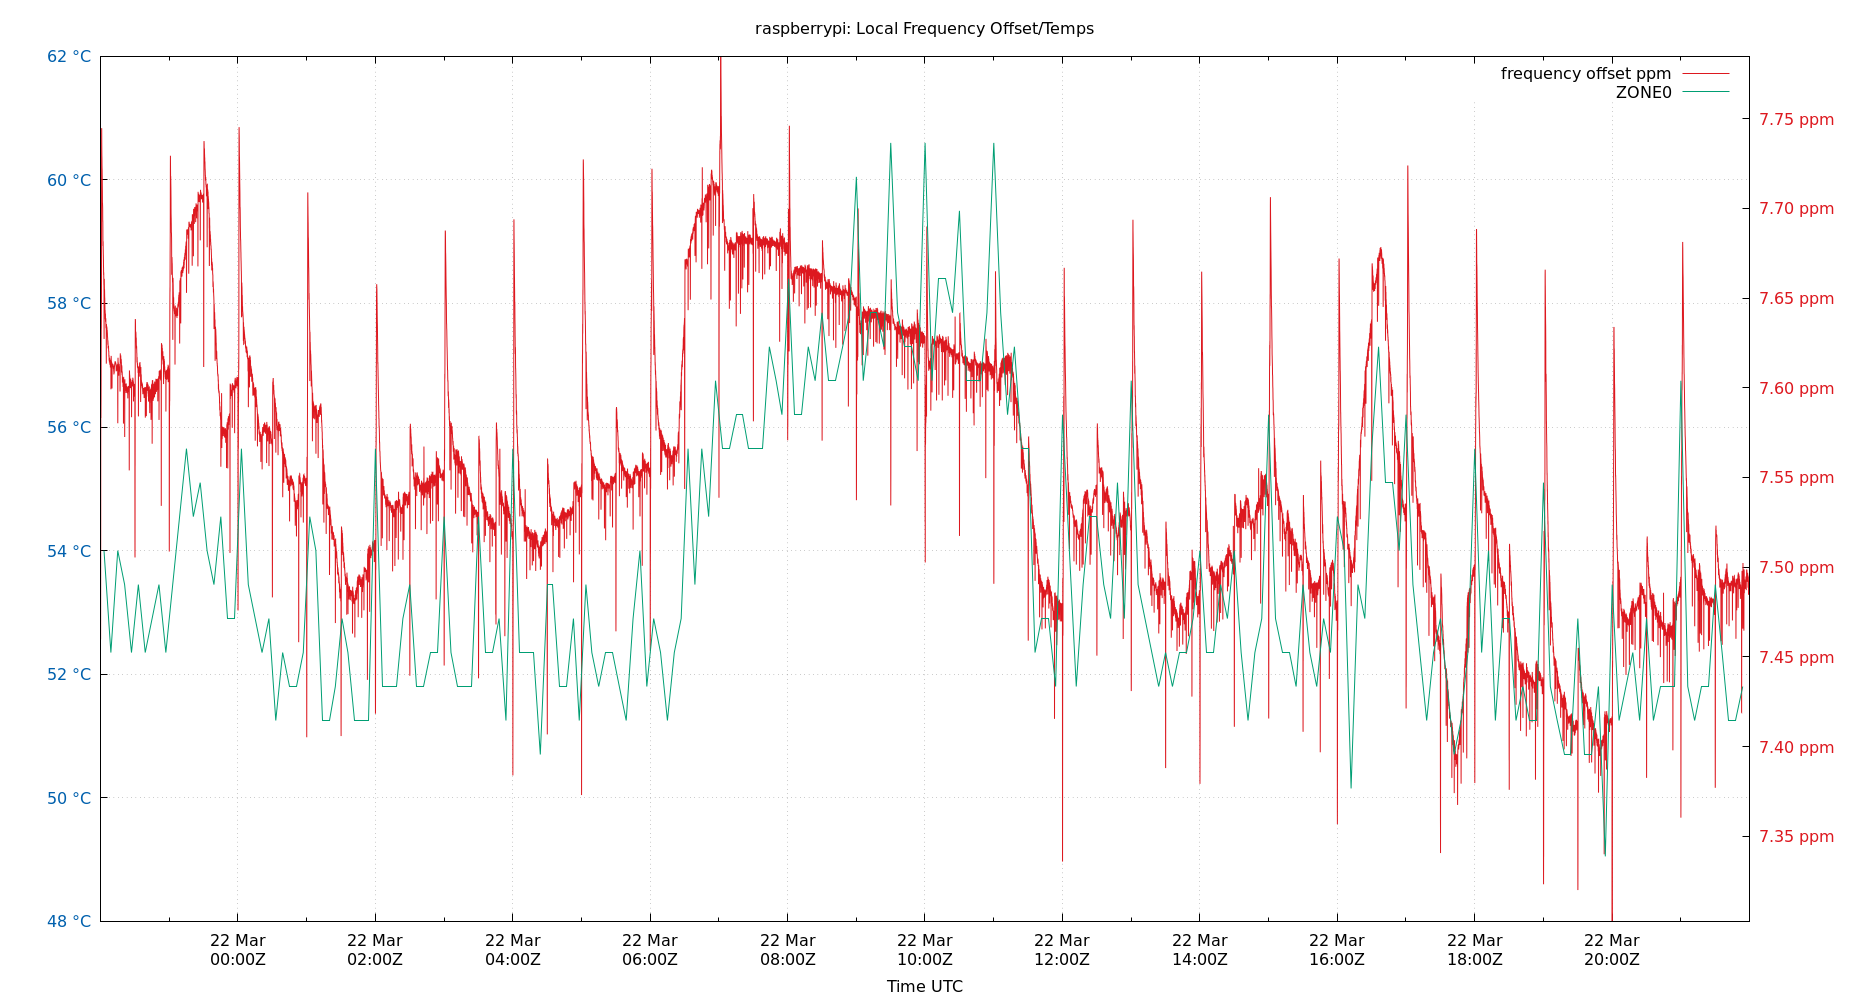 raspberrypi: Local Frequency Offset/Temps
frequency offset ppm
ZONE0
62 °C
60 °C
58 °C
56 °C
54 °C
52 °C
50 °C
48 °C
7.75 ppm
7.70 ppm
7.65 ppm
7.60 ppm
7.55 ppm
7.50 ppm
7.45 ppm
7.40 ppm
7.35 ppm
22 Mar
00:00Z
22 Mar
02:00Z
22 Mar
04:00Z
22 Mar
06:00Z
22 Mar
08:00Z
22 Mar
10:00Z
22 Mar
12:00Z
22 Mar
14:00Z
22 Mar
16:00Z
22 Mar
18:00Z
22 Mar
20:00Z
Time UTC